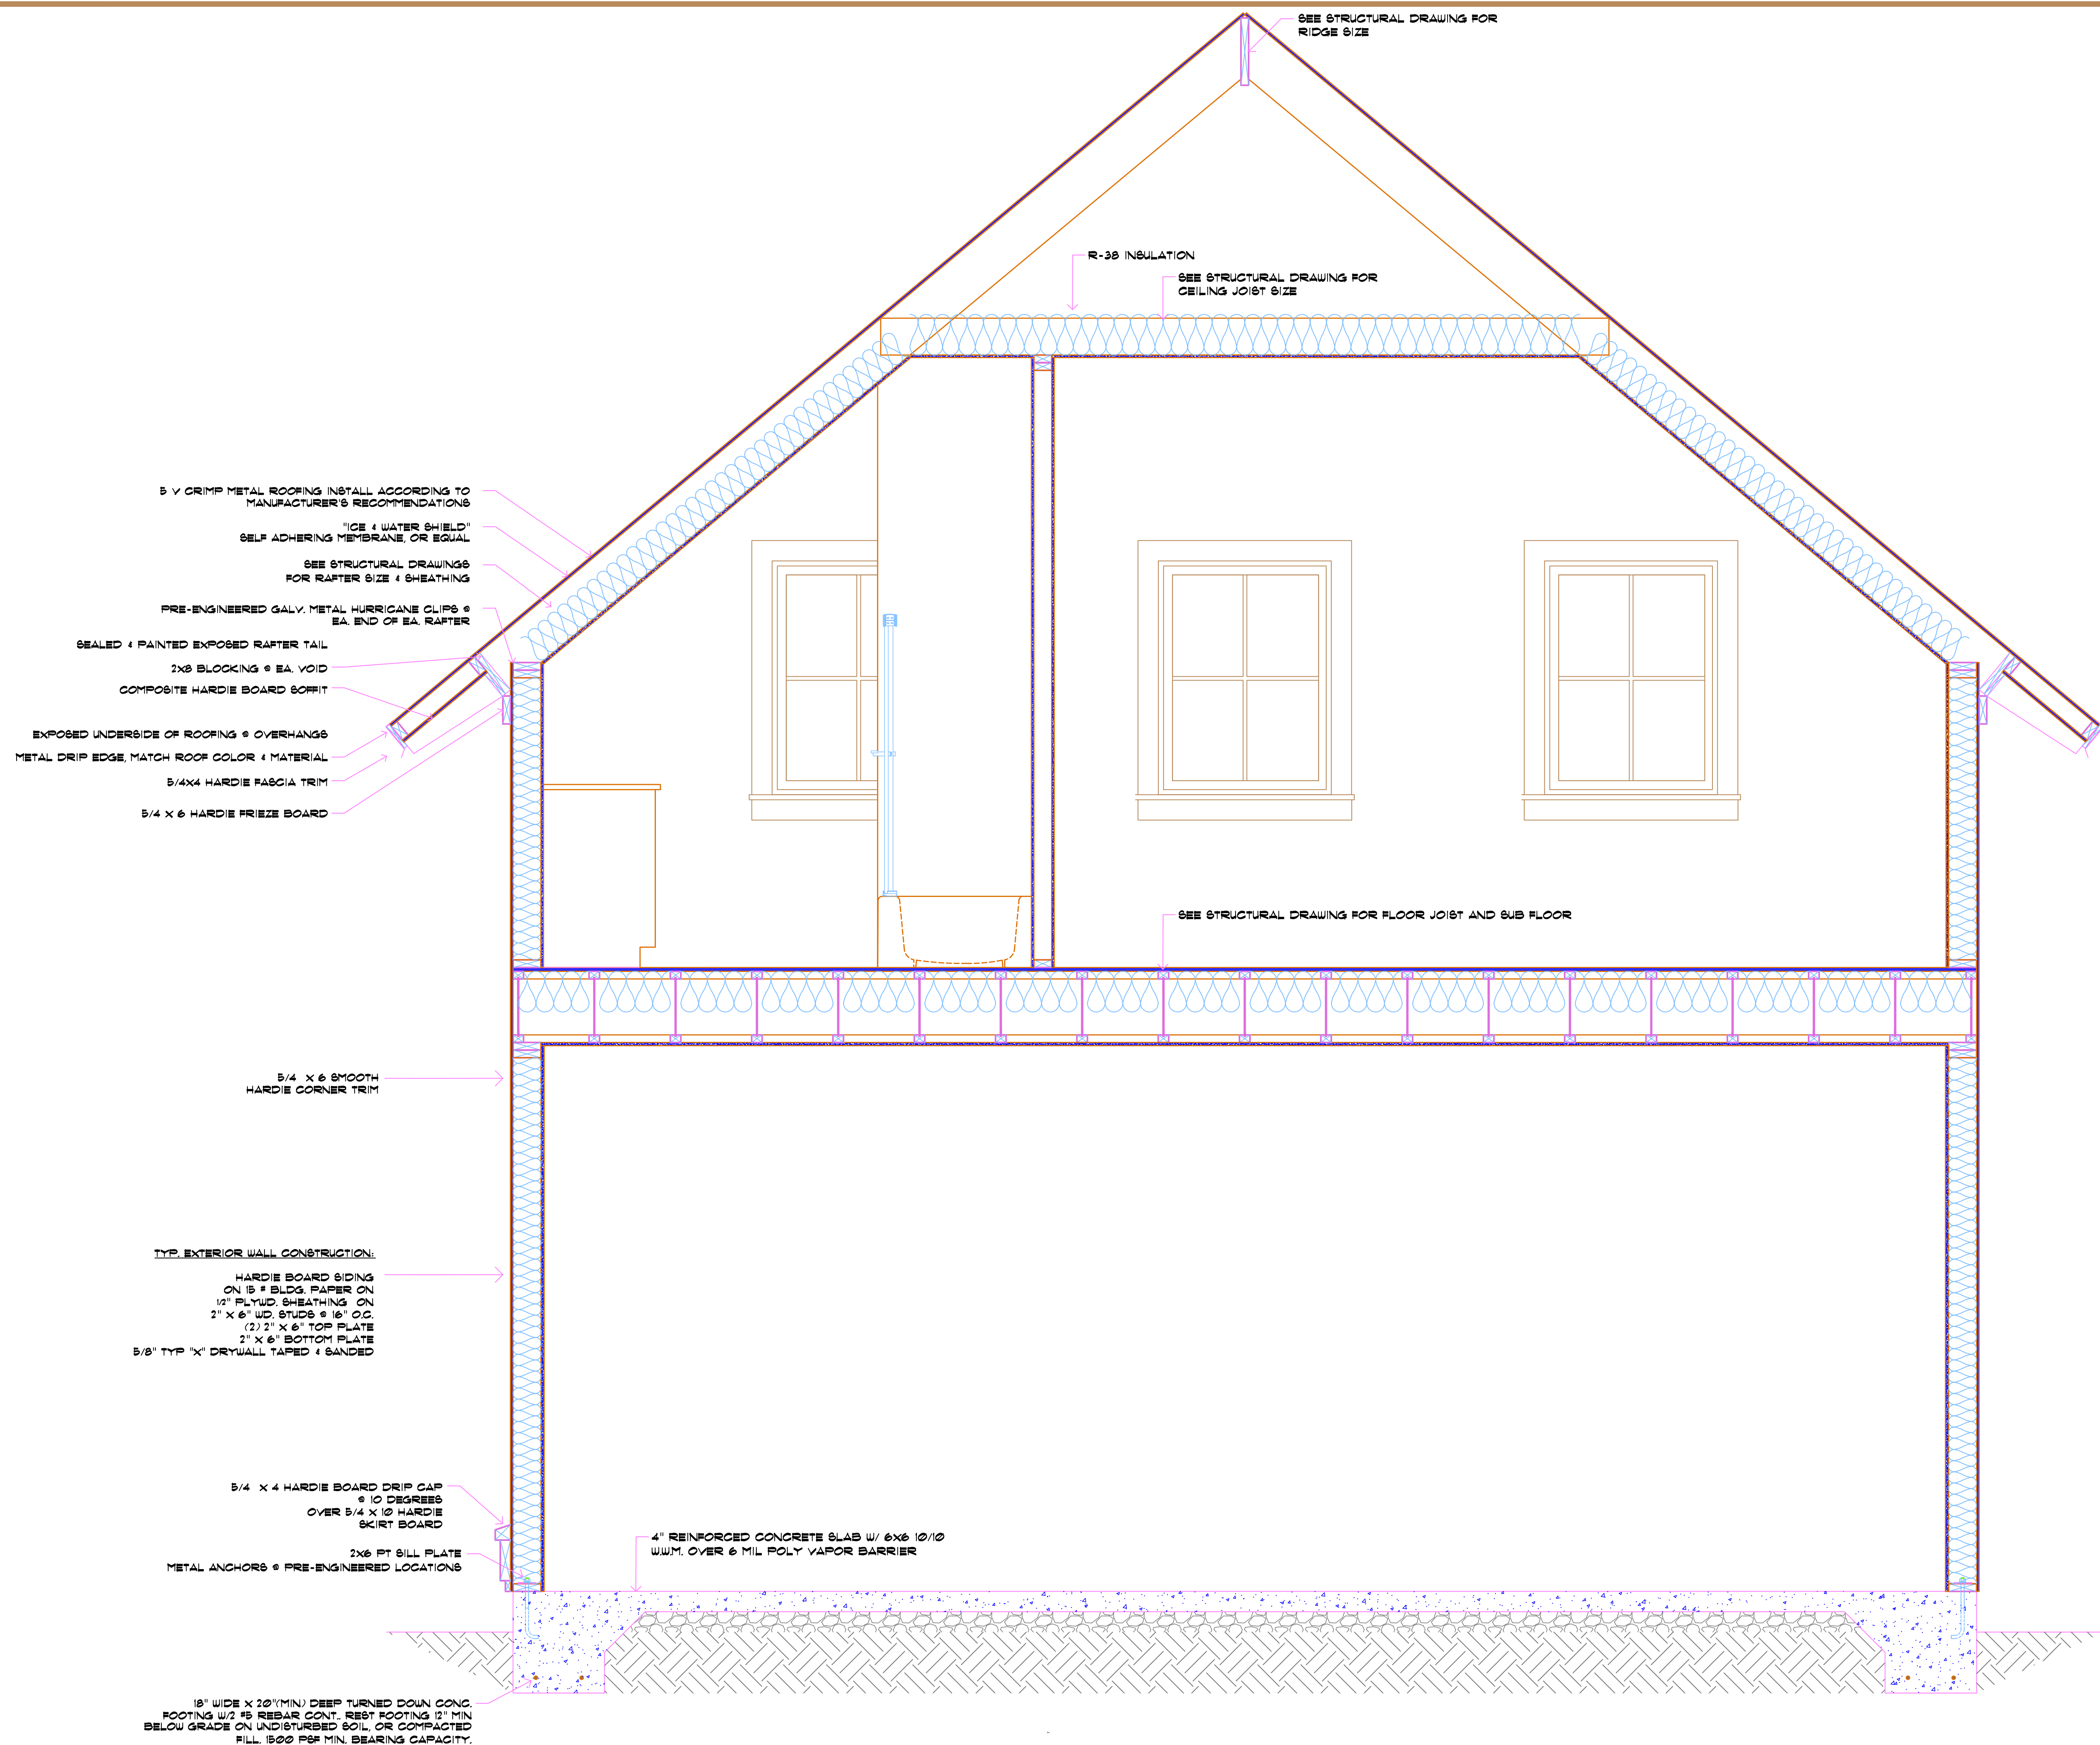 SEE STRUCTURAL DRAWING FOR
RIDGE SIZE
R-38 INSULATION
SEE STRUCTURAL DRAWING FOR
CEILING JOIST SIZE
5 V CRIMP METAL ROOFING INSTALL ACCORDING TO
MANUFACTURER'S RECOMMENDATIONS
"ICE & WATER SHIELD"
SELF ADHERING MEMBRANE, OR EQUAL
SEE STRUCTURAL DRAWINGS
FOR RAFTER SIZE & SHEATHING
PRE-ENGINEERED GALV. METAL HURRICANE CLIPS @
EA. END OF EA. RAFTER
SEALED & PAINTED EXPOSED RAFTER TAIL
2X8 BLOCKING @ EA. VOID
COMPOSITE HARDIE BOARD SOFFIT
EXPOSED UNDERSIDE OF ROOFING @ OVERHANGS
METAL DRIP EDGE, MATCH ROOF COLOR & MATERIAL
5/4X4 HARDIE FASCIA TRIM
5/4 X 6 HARDIE FRIEZE BOARD
SEE STRUCTURAL DRAWING FOR FLOOR JOIST AND SUB FLOOR
5/4 X 6 SMOOTH
HARDIE CORNER TRIM
TYP. EXTERIOR WALL CONSTRUCTION:
HARDIE BOARD SIDING
ON 15 # BLDG. PAPER ON
1/2" PLYWD. SHEATHING ON
2" X 6" WD. STUDS @ 16" O.C.
(2) 2" X 6" TOP PLATE
2" X 6" BOTTOM PLATE
5/8" TYP "X" DRYWALL TAPED & SANDED
5/4 X 4 HARDIE BOARD DRIP CAP
@ 10 DEGREES
OVER 5/4 X 10 HARDIE
SKIRT BOARD
2X6 PT SILL PLATE
METAL ANCHORS @ PRE-ENGINEERED LOCATIONS
4" REINFORCED CONCRETE SLAB W/ 6X6 10/10
W.W.M. OVER 6 MIL POLY VAPOR BARRIER
18" WIDE X 20"(MIN) DEEP TURNED DOWN CONC.
FOOTING W/2 #5 REBAR CONT., REST FOOTING 12" MIN
BELOW GRADE ON UNDISTURBED SOIL, OR COMPACTED
FILL, 1500 PSF MIN. BEARING CAPACITY.